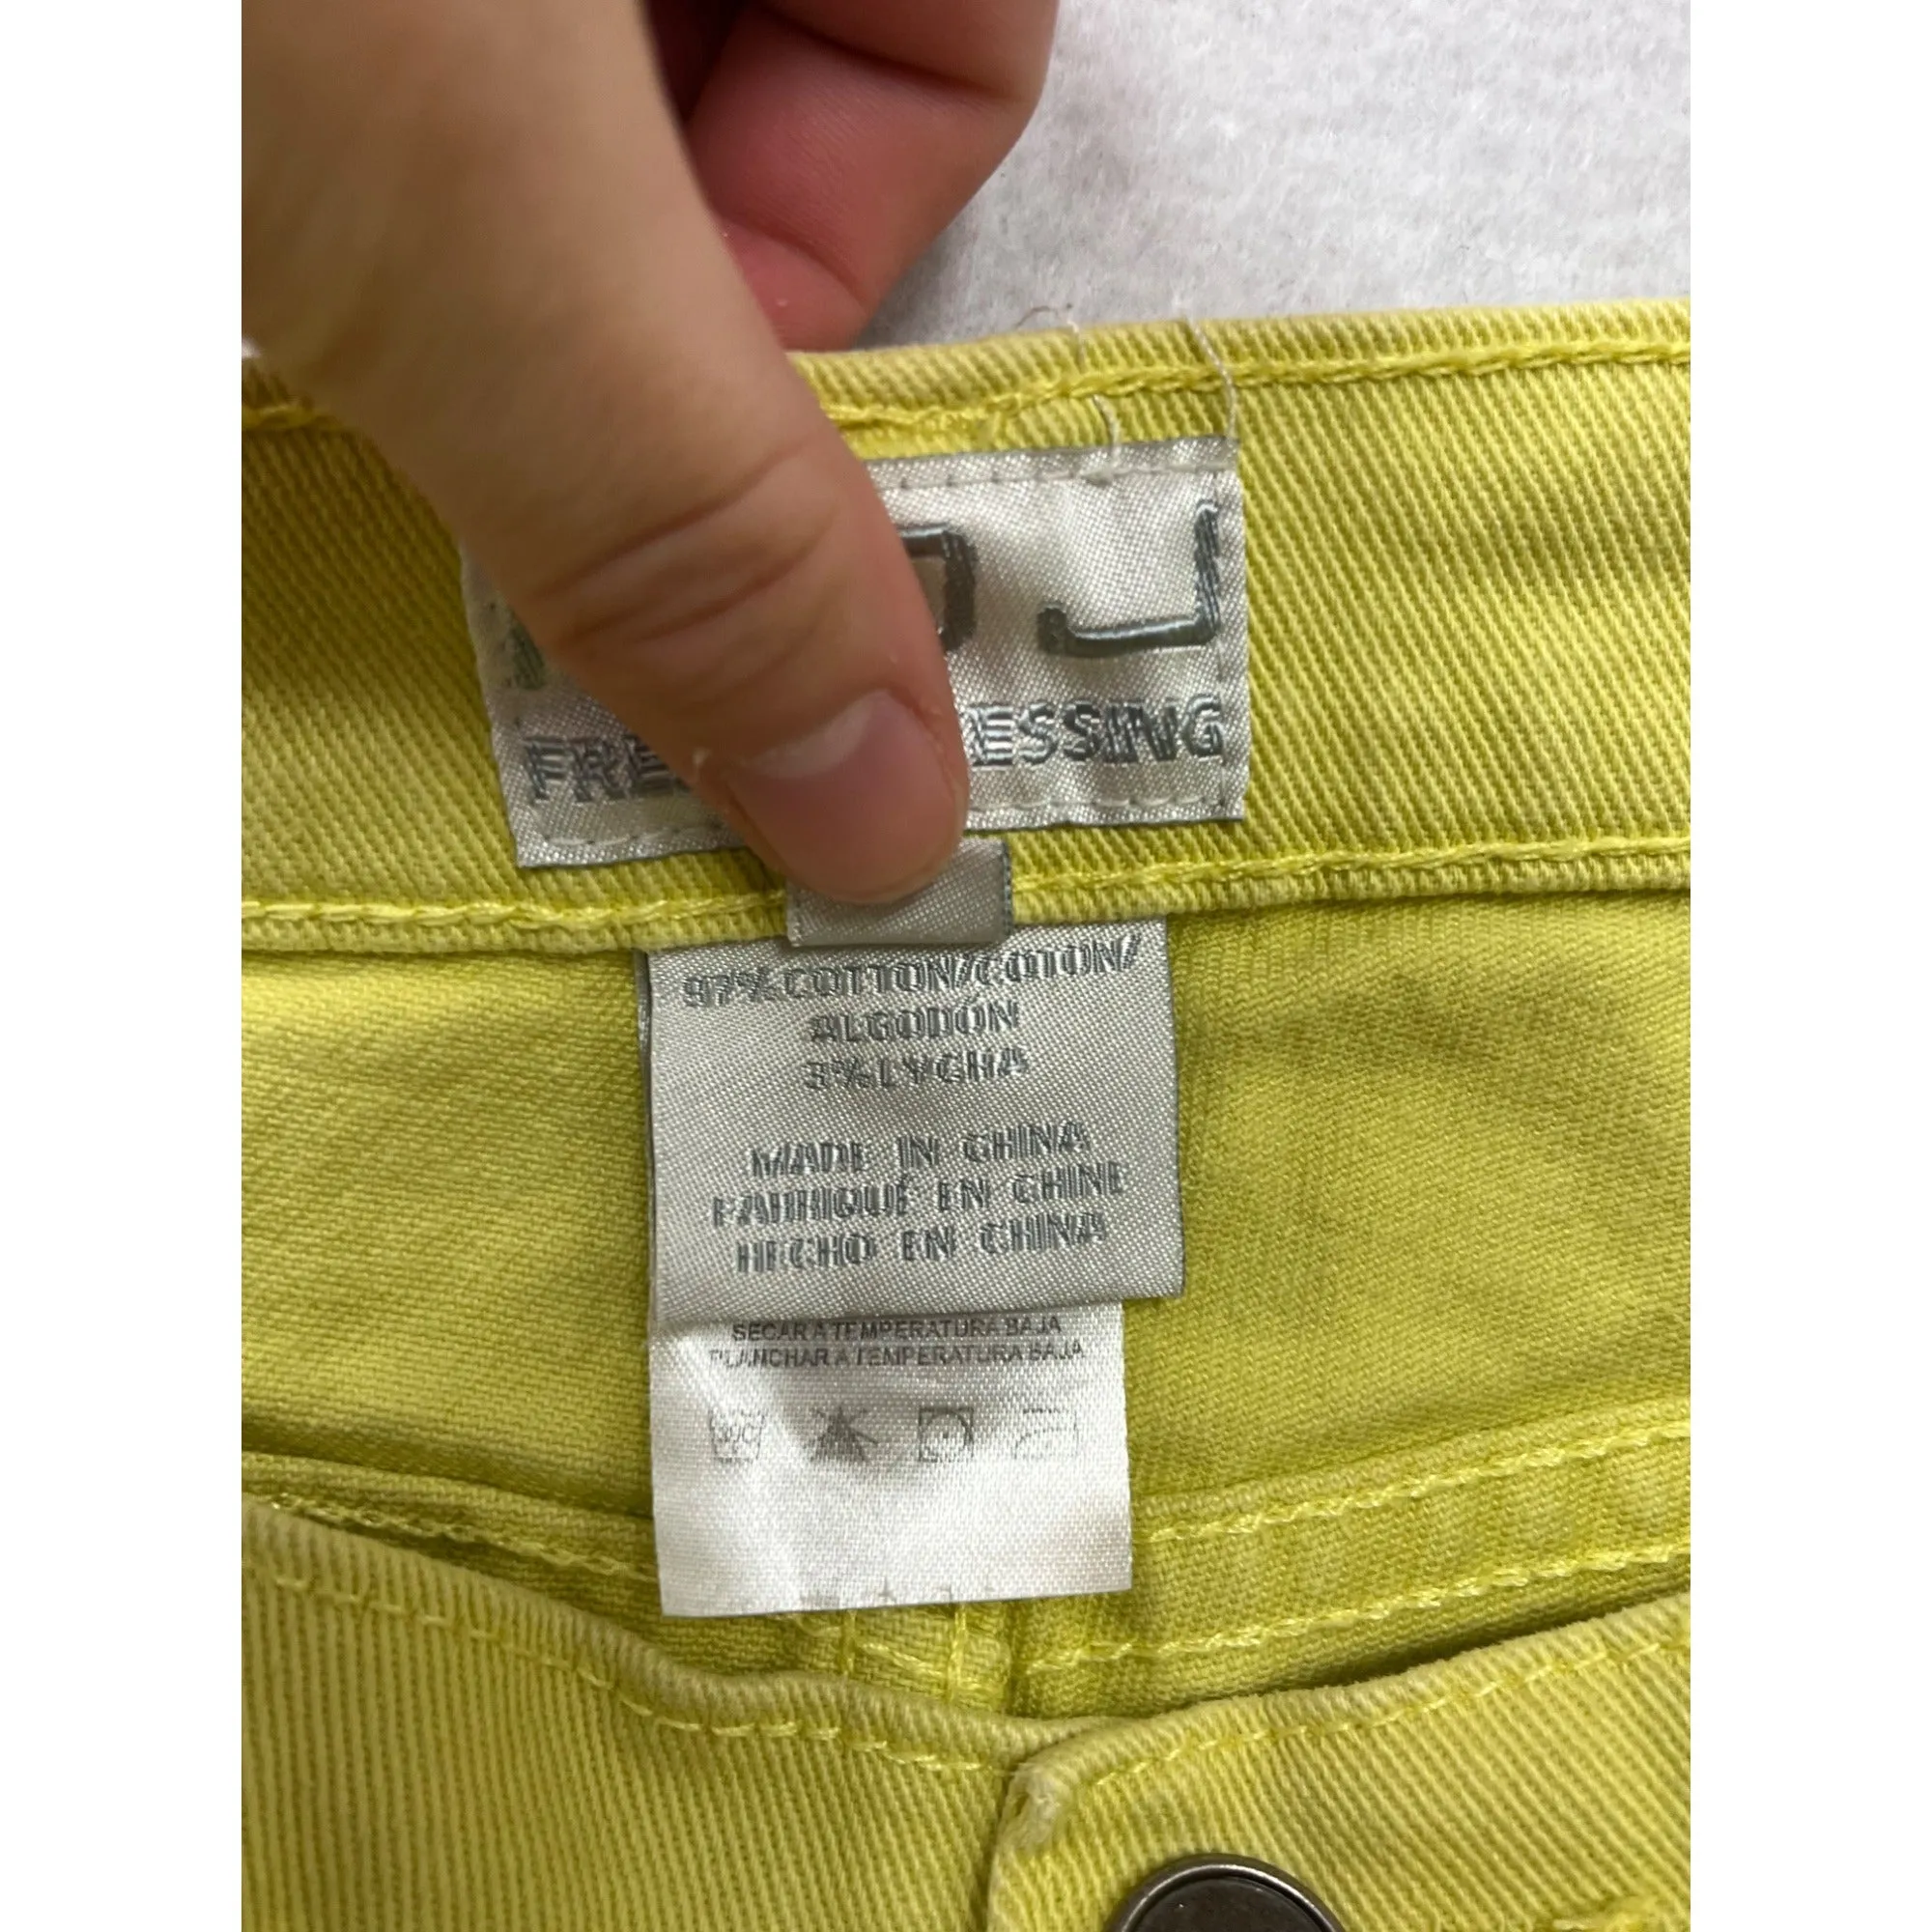 J
FRE ESSING
97% COTTON/COTON/
ALGODÓN
3% LYCRA
MADE IN CHINA
FABRIQUÉ EN CHINE
HECHO EN CHINA
SECAR A TEMPERATURA BAJA
PLANCHAR A TEMPERATURA BAJA